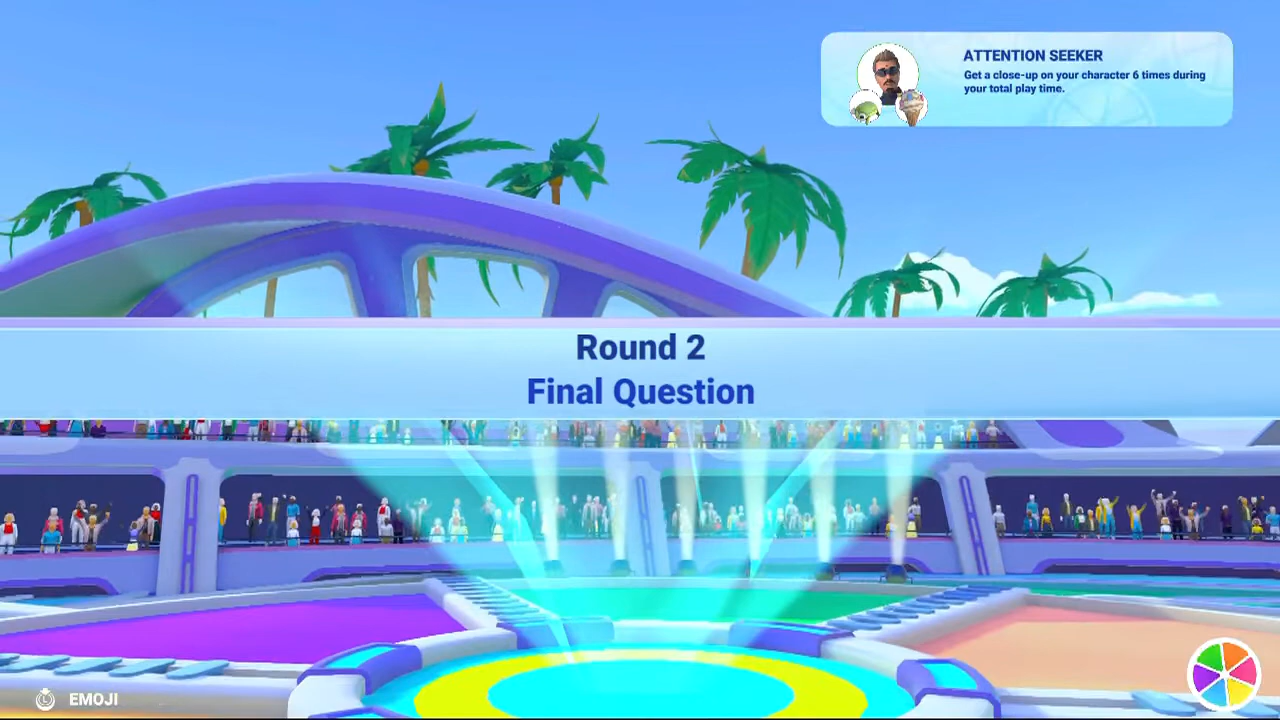 ATTENTION SEEKER
Get a close-up on your character 6 times during
your total play time.
Round 2
Final Question
L EMOJI